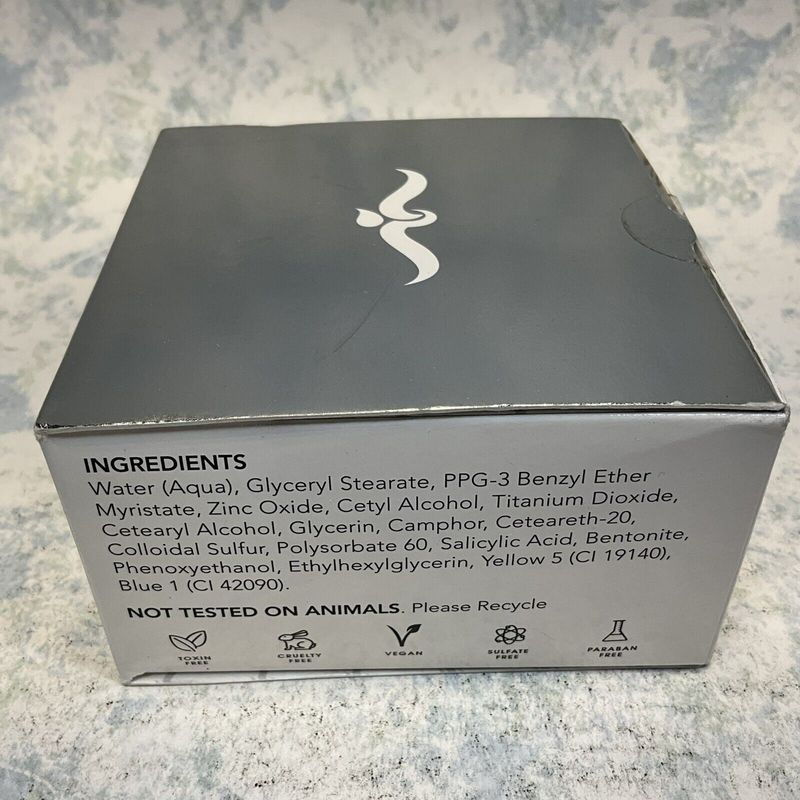 INGREDIENTS
Water (Aqua), Glyceryl Stearate, PPG-3 Benzyl Ether
Myristate, Zinc Oxide, Cetyl Alcohol, Titanium Dioxide,
Cetearyl Alcohol, Glycerin, Camphor, Ceteareth-20,
Colloidal Sulfur, Polysorbate 60, Salicylic Acid, Bentonite,
Phenoxyethanol, Ethylhexylglycerin, Yellow 5 (CI 19140),
Blue 1 (CI 42090).
NOT TESTED ON ANIMALS. Please Recycle
TOXIN
FREE
CRUELTY
FREE
VEGAN
SULFATE
FREE
PARABAN
FREE